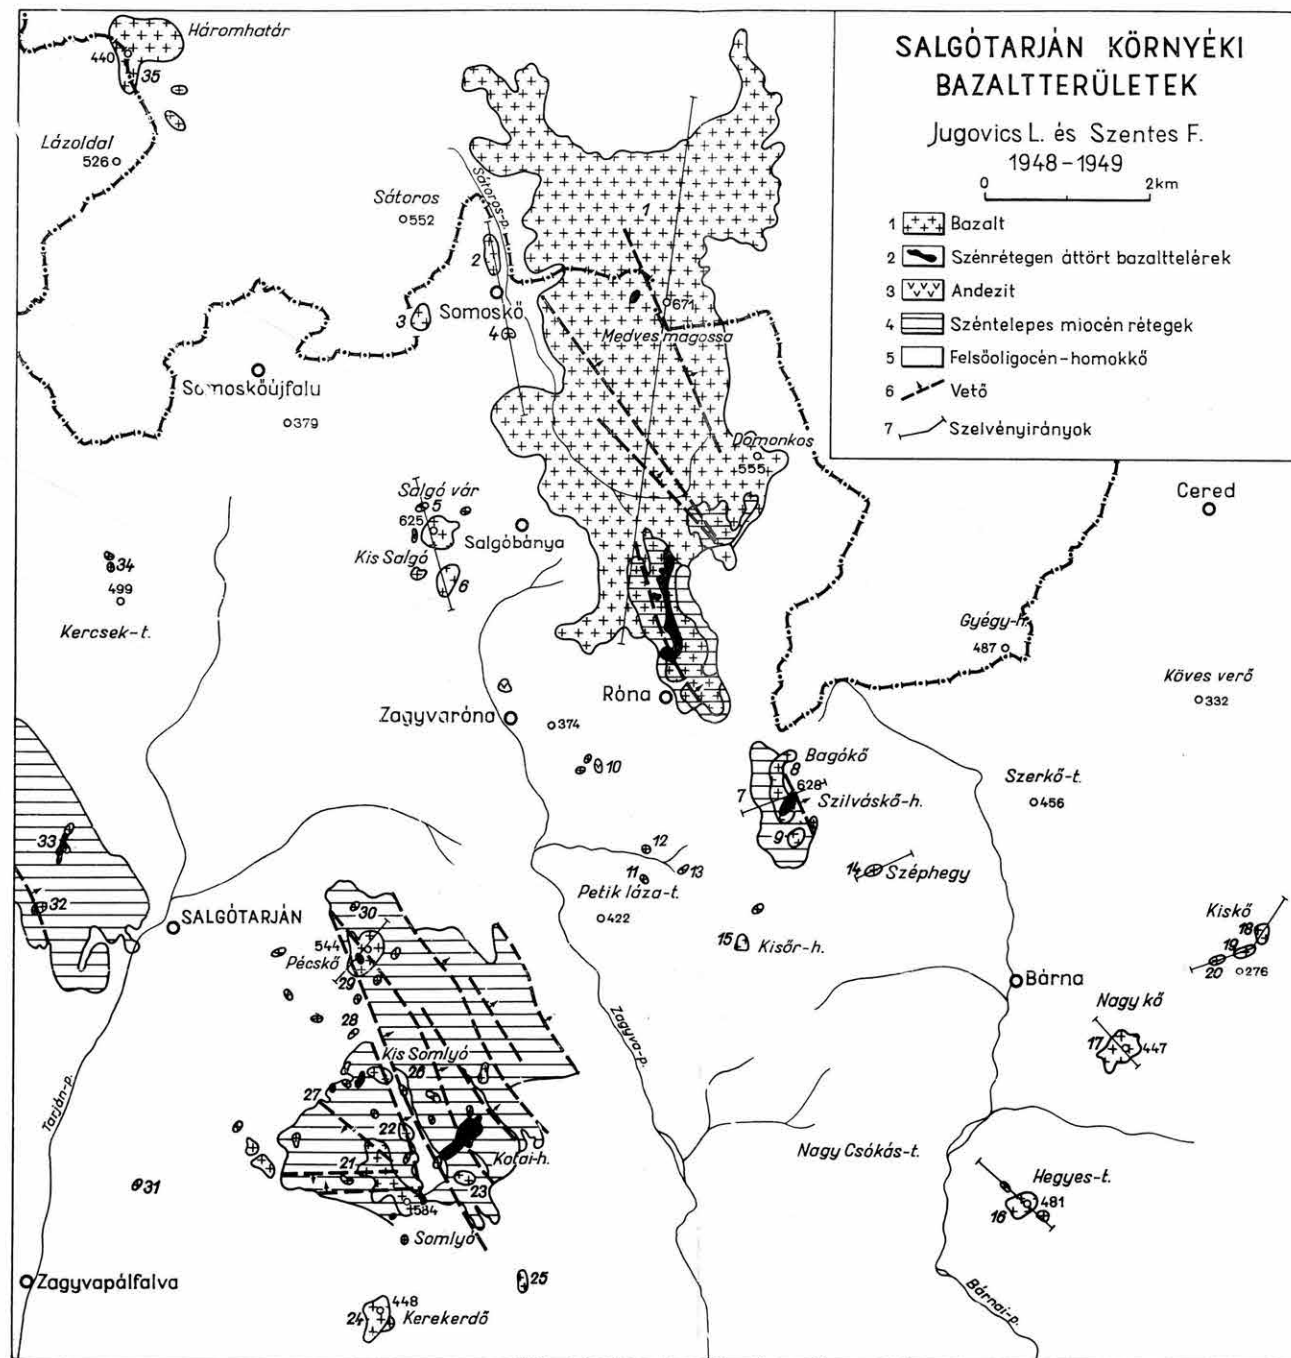 SALGÓTARJÁN KÖRNYÉKI
BAZALTTERÜLETEK
Jugovics L. és Szentes F.
1948–1949
0 2km
1 Bazalt
2 Szénrétegen áttört bazalttelérek
3 Andezit
4 Széntelepes miocén rétegek
5 Felsőoligocén–homokkő
6 Vető
7 Szelvényirányok
Háromhatár
440
35
Lázoldal
526
Sátoros
552
Sátoros-p.
1
2
Somoskő
3
4
671
Medves magossa
Somoskőújfalu
379
Domonkos
555
Cered
Salgó vár
5
625
Salgóbánya
Kis Salgó
6
34
499
Kercsek-t.
Gyégy-h.
487
Köves verő
332
Róna
Zagyvaróna
374
10
Bagókő
8
628
7
Szilváskő-h.
9
Szerkő-t.
456
33
12
11
13
Petik láza-t.
422
14
Széphegy
32
SALGÓTARJÁN
30
544
Pécskő
29
15
Kisőr-h.
Kiskő
18
19
20
276
Bárna
28
Zagyva-p.
Nagy kő
17
447
Kis Somlyó
26
27
Tarján-p.
22
Kotai-h.
21
23
584
Nagy Csókás-t.
31
Somlyó
Hegyes-t.
481
16
Zagyvapálfalva
25
448
24
Kerekerdő
Bárnai-p.